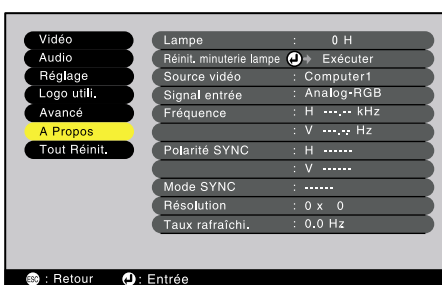 Vidéo
Audio
Réglage
Logo utili.
Avancé
A Propos
Tout Réinit.
Lampe : 0 H
Réinit. minuterie lampe Exécuter
Source vidéo : Computer1
Signal entrée : Analog-RGB
Fréquence : H ---.-- kHz
: V ---.-- Hz
Polarité SYNC : H ------
: V ------
Mode SYNC : ------
Résolution : 0 x 0
Taux rafraîchi. : 0.0 Hz
ESC : Retour : Entrée